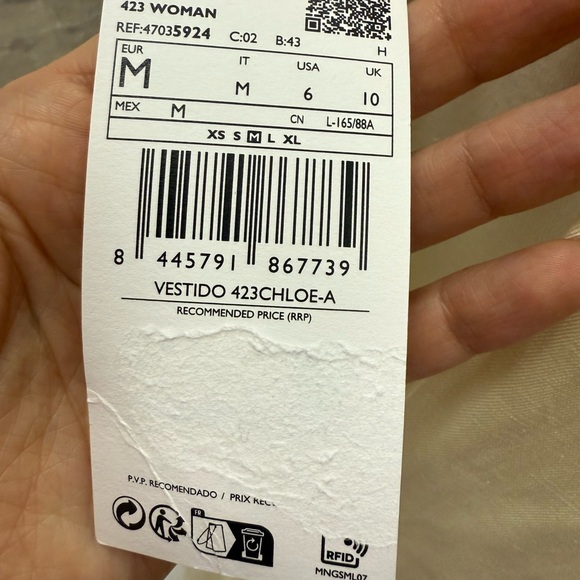 423 WOMAN
REF:47035924 C:02 B:43 H
EUR IT USA UK
M M 6 10
MEX M CN L-165/88A
XS S M L XL
8 445791 867739
VESTIDO 423CHLOE-A
RECOMMENDED PRICE (RRP)
P.V.P. RECOMENDADO / PRIX
FR
RFID
MNGSML07